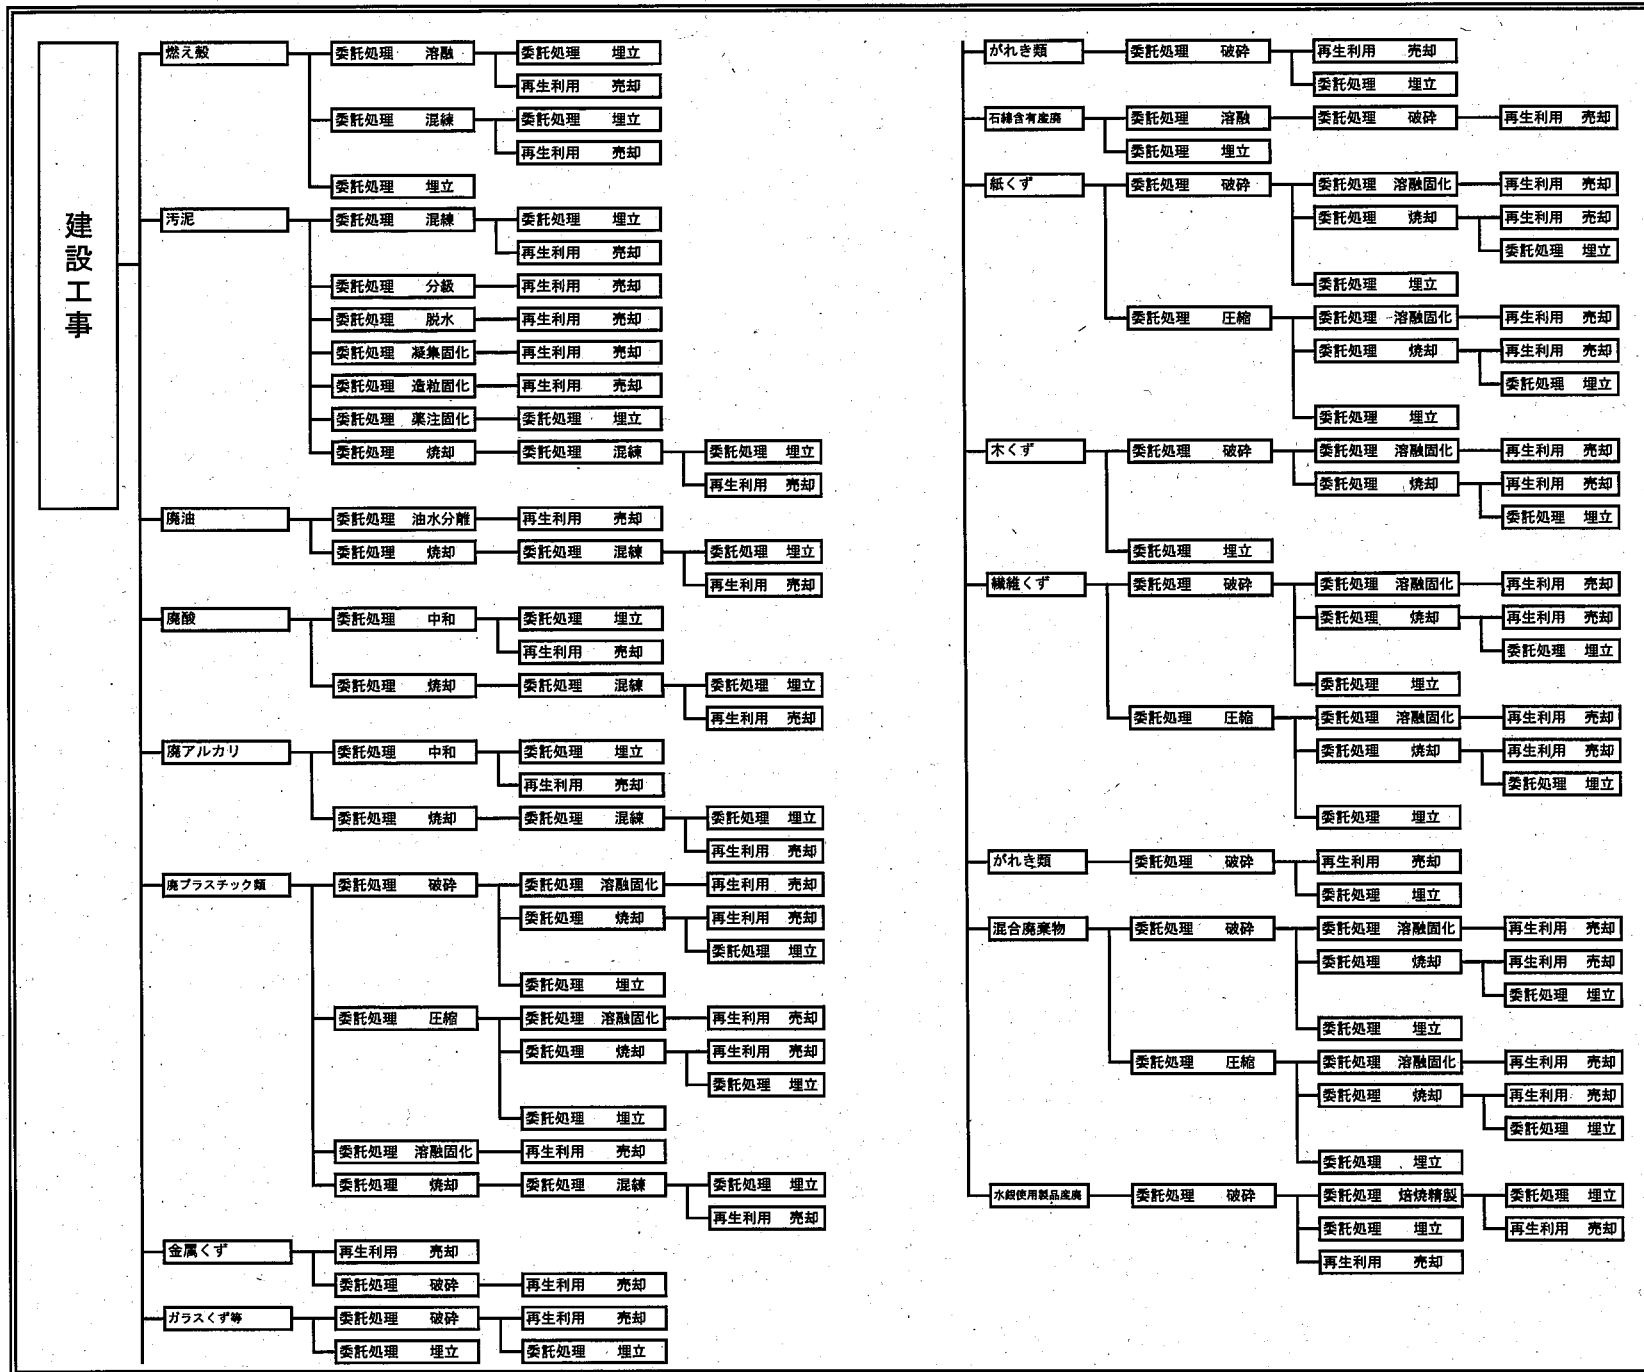 建設工事
燃え殻 委託処理 溶融 委託処理 埋立
再生利用 売却
委託処理 混練 委託処理 埋立
再生利用 売却
委託処理 埋立
汚泥 委託処理 混練 委託処理 埋立
再生利用 売却
委託処理 分級 再生利用 売却
委託処理 脱水 再生利用 売却
委託処理 凝集固化 再生利用 売却
委託処理 造粒固化 再生利用 売却
委託処理 薬注固化 委託処理 埋立
委託処理 焼却 委託処理 混練 委託処理 埋立
再生利用 売却
廃油 委託処理 油水分離 再生利用 売却
委託処理 焼却 委託処理 混練 委託処理 埋立
再生利用 売却
廃酸 委託処理 中和 委託処理 埋立
再生利用 売却
委託処理 焼却 委託処理 混練 委託処理 埋立
再生利用 売却
廃アルカリ 委託処理 中和 委託処理 埋立
再生利用 売却
委託処理 焼却 委託処理 混練 委託処理 埋立
再生利用 売却
廃プラスチック類 委託処理 破砕 委託処理 溶融固化 再生利用 売却
委託処理 焼却 再生利用 売却
委託処理 埋立
委託処理 埋立
委託処理 圧縮 委託処理 溶融固化 再生利用 売却
委託処理 焼却 再生利用 売却
委託処理 埋立
委託処理 埋立
委託処理 溶融固化 再生利用 売却
委託処理 焼却 委託処理 混練 委託処理 埋立
再生利用 売却
金属くず 再生利用 売却
委託処理 破砕 再生利用 売却
ガラスくず等 委託処理 破砕 再生利用 売却
委託処理 埋立 委託処理 埋立
がれき類 委託処理 破砕 再生利用 売却
委託処理 埋立
石綿含有産廃 委託処理 溶融 委託処理 破砕 再生利用 売却
委託処理 埋立
紙くず 委託処理 破砕 委託処理 溶融固化 再生利用 売却
委託処理 焼却 再生利用 売却
委託処理 埋立
委託処理 埋立
委託処理 圧縮 委託処理 溶融固化 再生利用 売却
委託処理 焼却 再生利用 売却
委託処理 埋立
委託処理 埋立
木くず 委託処理 破砕 委託処理 溶融固化 再生利用 売却
委託処理 焼却 再生利用 売却
委託処理 埋立
委託処理 埋立
繊維くず 委託処理 破砕 委託処理 溶融固化 再生利用 売却
委託処理 焼却 再生利用 売却
委託処理 埋立
委託処理 埋立
委託処理 圧縮 委託処理 溶融固化 再生利用 売却
委託処理 焼却 再生利用 売却
委託処理 埋立
委託処理 埋立
がれき類 委託処理 破砕 再生利用 売却
委託処理 埋立
混合廃棄物 委託処理 破砕 委託処理 溶融固化 再生利用 売却
委託処理 焼却 再生利用 売却
委託処理 埋立
委託処理 埋立
委託処理 圧縮 委託処理 溶融固化 再生利用 売却
委託処理 焼却 再生利用 売却
委託処理 埋立
委託処理 埋立
水銀使用製品産廃 委託処理 破砕 委託処理 焙焼精製 委託処理 埋立
委託処理 埋立 再生利用 売却
再生利用 売却